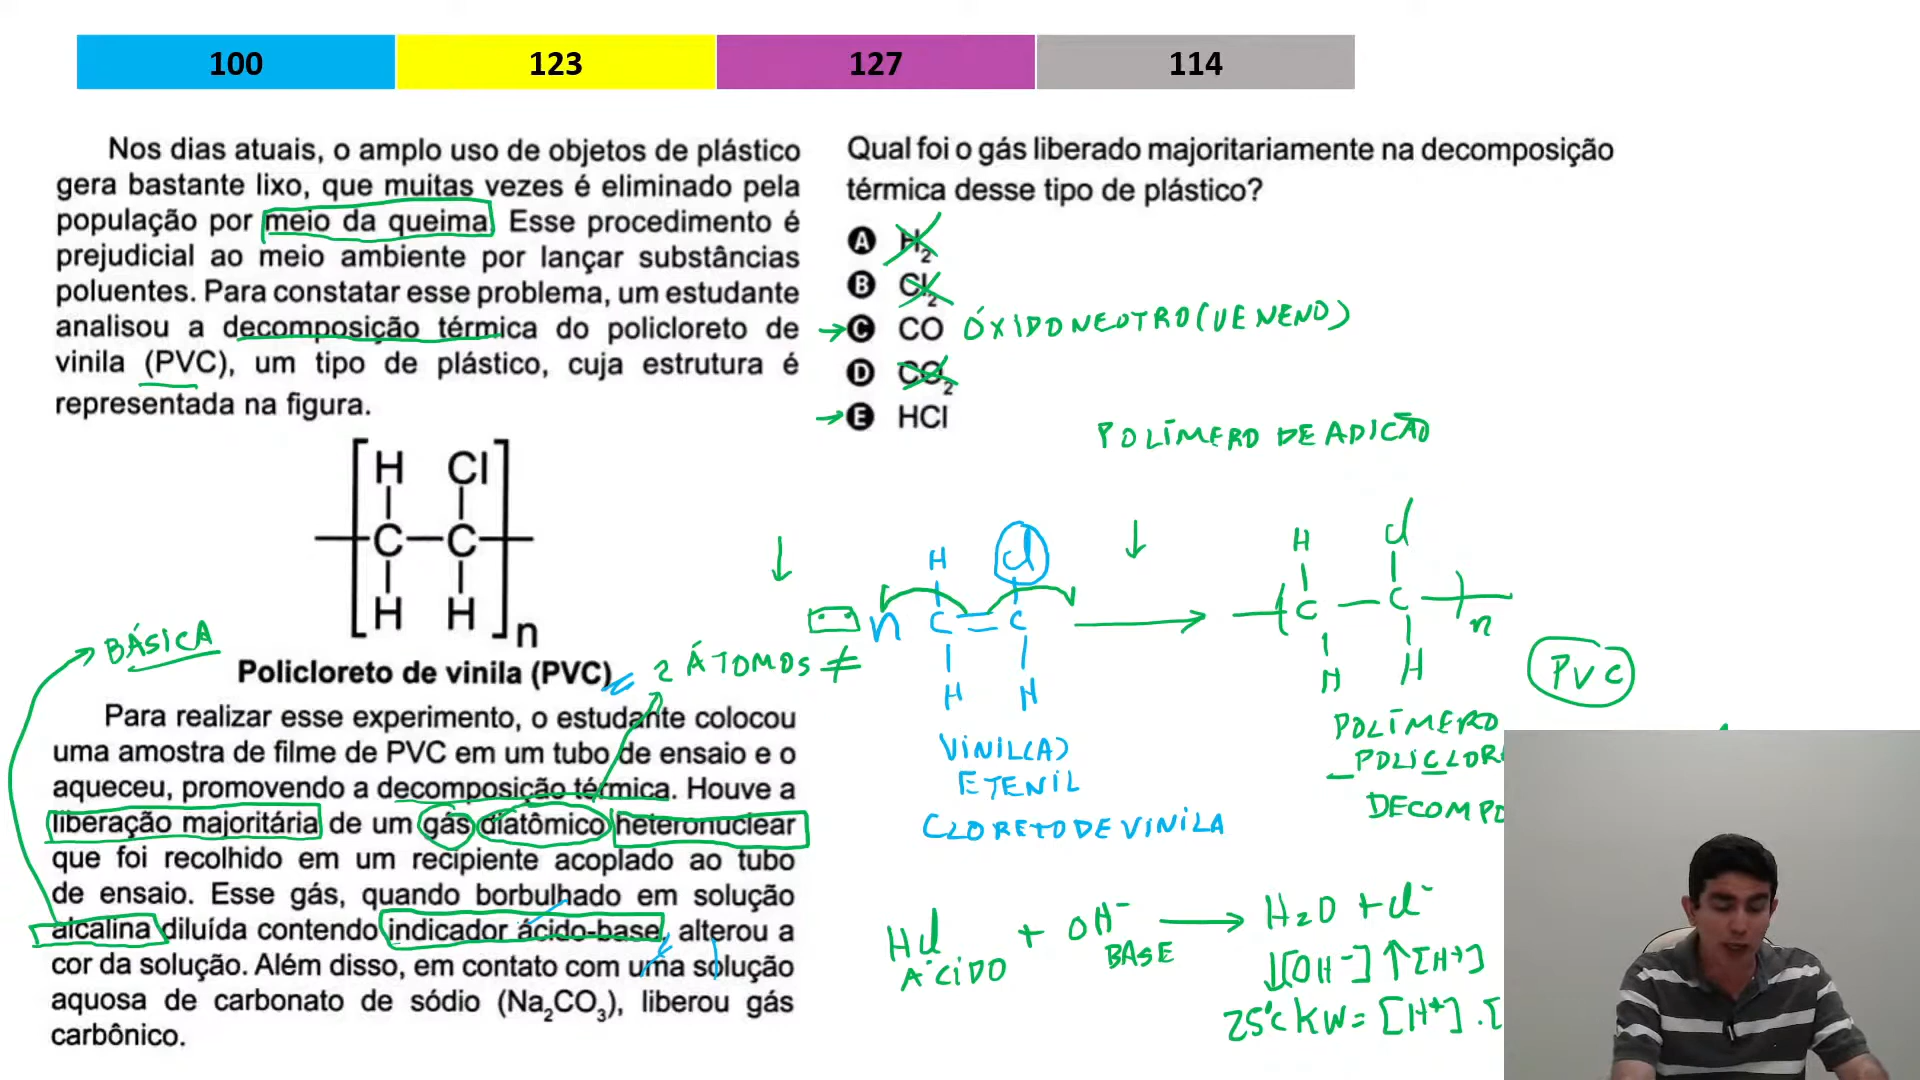 100 123 127 114
Nos dias atuais, o amplo uso de objetos de plástico
gera bastante lixo, que muitas vezes é eliminado pela
população por meio da queima. Esse procedimento é
prejudicial ao meio ambiente por lançar substâncias
poluentes. Para constatar esse problema, um estudante
analisou a decomposição térmica do policloreto de
vinila (PVC), um tipo de plástico, cuja estrutura é
representada na figura.
H Cl
C C
H H
n
BÁSICA
Policloreto de vinila (PVC)
2 ÁTOMOS ≠
Para realizar esse experimento, o estudante colocou
uma amostra de filme de PVC em um tubo de ensaio e o
aqueceu, promovendo a decomposição térmica. Houve a
liberação majoritária de um gás diatômico heteronuclear
que foi recolhido em um recipiente acoplado ao tubo
de ensaio. Esse gás, quando borbulhado em solução
alcalina diluída contendo indicador ácido-base, alterou a
cor da solução. Além disso, em contato com uma solução
aquosa de carbonato de sódio (Na2CO3), liberou gás
carbônico.
Qual foi o gás liberado majoritariamente na decomposição
térmica desse tipo de plástico?
A H2
B Cl2
C CO ÓXIDO NEUTRO (VENENO)
D CO2
E HCl
POLÍMERO DE ADIÇÃO
H Cl
n C = C
H H
VINIL(A)
ETENIL
CLORETO DE VINILA
H Cl
C C
n
H H
PVC
POLÍMERO
POLICLOR
DECOMPO
HCl + OH- → H2O + Cl-
ÁCIDO BASE
↓[OH-] ↑[H+]
25°C KW = [H+] . [